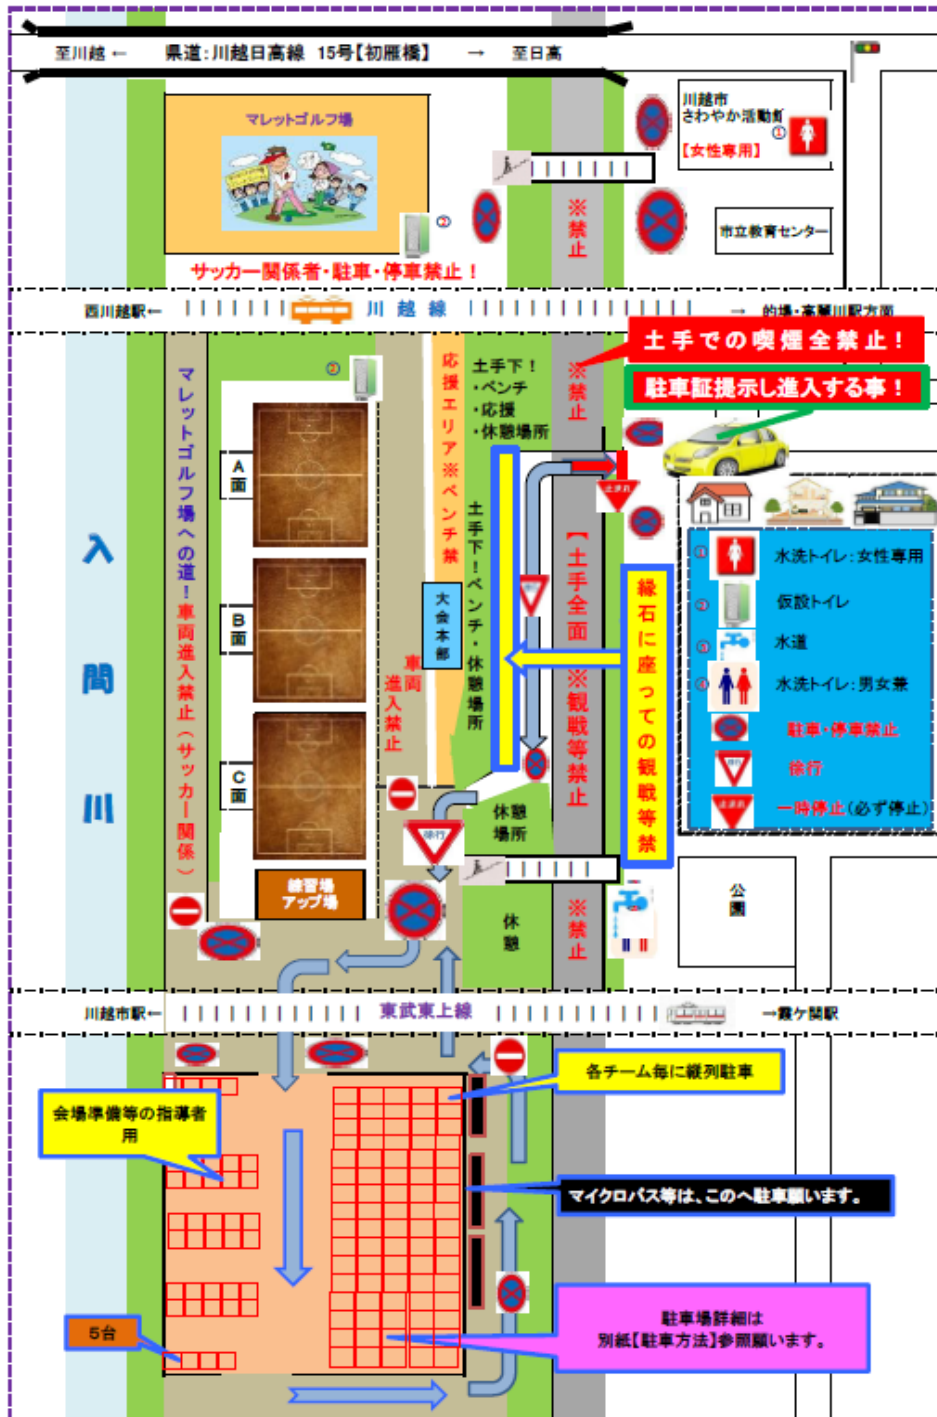 至川越 ← 県道：川越日高線 15号【初雁橋】 → 至日高
マレットゴルフ場
川越市
さわやか活動館
①
【女性専用】
②
※禁止
市立教育センター
サッカー関係者・駐車・停車禁止！
西川越駅←
川越線
→ 的場・高麗川駅方面
土手での喫煙全禁止！
駐車証提示し進入する事！
マレットゴルフ場への道！車両進入禁止（サッカー関係）
②
応援エリア※ベンチ禁
土手下！
・ベンチ
・応援
・休憩場所
※禁止
A面
B面
C面
入間川
大会本部
土手下！ベンチ・休憩場所
車両
進入禁止
【土手全面 ※観戦等禁止
縁石に座っての観戦等禁
① 水洗トイレ：女性専用
② 仮設トイレ
③ 水道
④ 水洗トイレ：男女兼
駐車・停車禁止
徐行
一時停止（必ず停止）
徐行
休憩
場所
練習場
アップ場
休憩
※禁止
公園
川越市駅←
東武東上線
→霞ケ関駅
各チーム毎に縦列駐車
会場準備等の指導者
用
マイクロバス等は、このへ駐車願います。
5台
駐車場詳細は
別紙【駐車方法】参照願います。